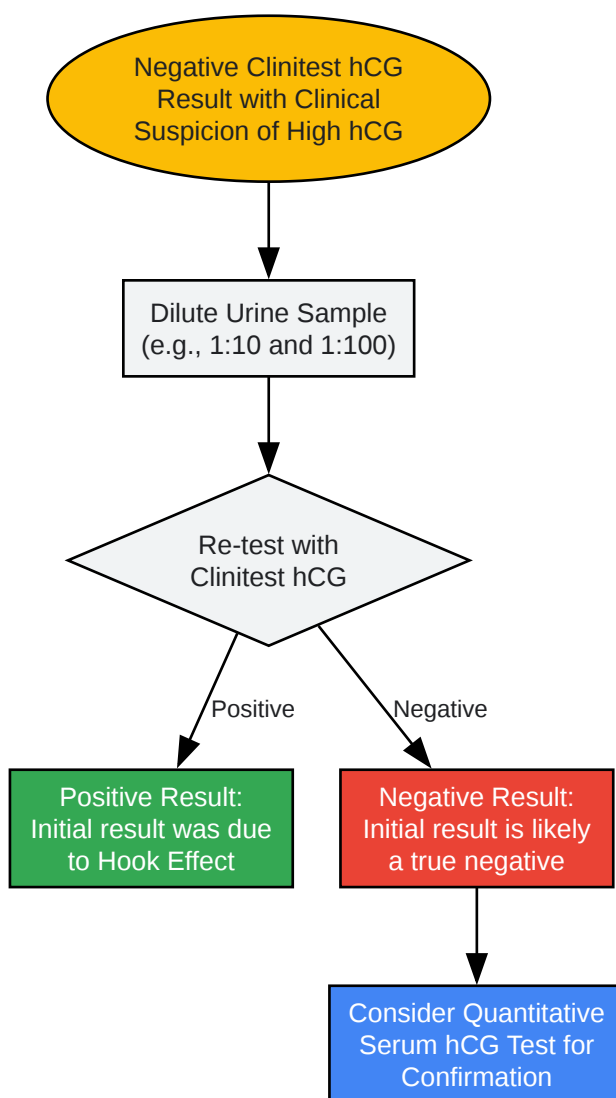 Negative Clinitest hCG
Result with Clinical
Suspicion of High hCG
Dilute Urine Sample
(e.g., 1:10 and 1:100)
Re-test with
Clinitest hCG
Positive
Negative
Positive Result:
Initial result was due
to Hook Effect
Negative Result:
Initial result is likely
a true negative
Consider Quantitative
Serum hCG Test for
Confirmation